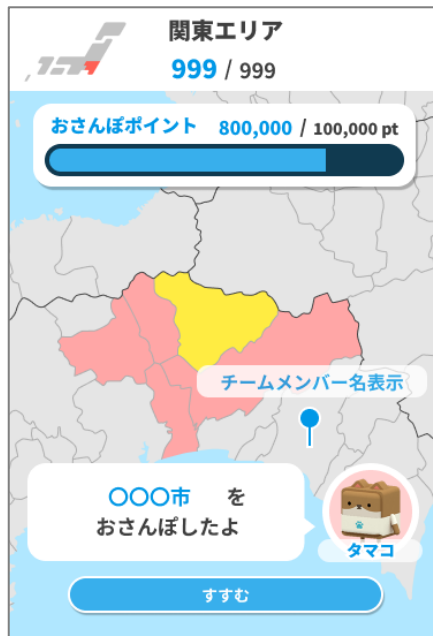 関東エリア
999 / 999
おさんぽポイント 800,000 / 100,000 pt
チームメンバー名表示
〇〇〇市 を
おさんぽしたよ
タマコ
すすむ